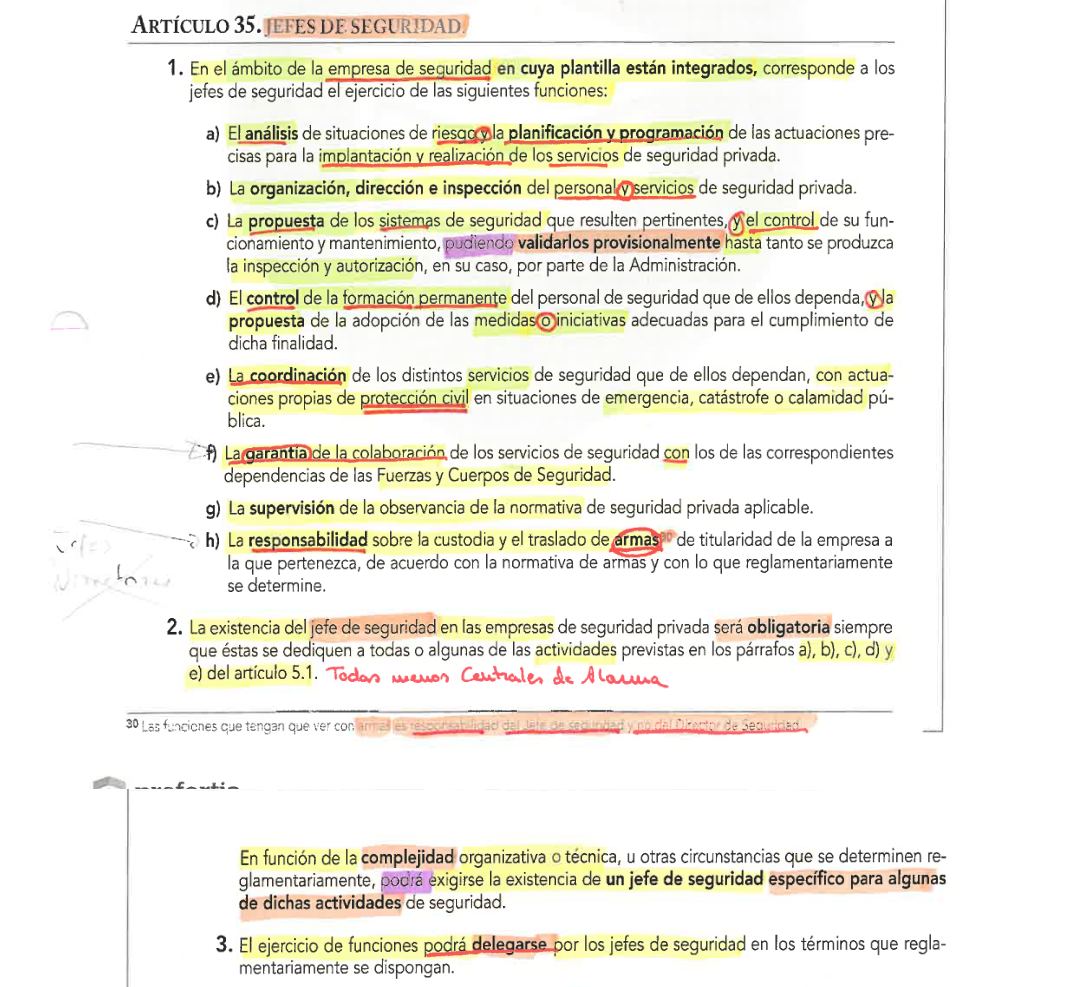 ARTÍCULO 35. JEFES DE SEGURIDAD.
1. En el ámbito de la empresa de seguridad en cuya plantilla están integrados, corresponde a los
jefes de seguridad el ejercicio de las siguientes funciones:
a) El análisis de situaciones de riesgo y la planificación y programación de las actuaciones pre-
cisas para la implantación y realización de los servicios de seguridad privada.
b) La organización, dirección e inspección del personal y servicios de seguridad privada.
c) La propuesta de los sistemas de seguridad que resulten pertinentes, y el control de su fun-
cionamiento y mantenimiento, pudiendo validarlos provisionalmente hasta tanto se produzca
la inspección y autorización, en su caso, por parte de la Administración.
d) El control de la formación permanente del personal de seguridad que de ellos dependa, y la
propuesta de la adopción de las medidas o iniciativas adecuadas para el cumplimiento de
dicha finalidad.
e) La coordinación de los distintos servicios de seguridad que de ellos dependan, con actua-
ciones propias de protección civil en situaciones de emergencia, catástrofe o calamidad pú-
blica.
f) La garantía de la colaboración de los servicios de seguridad con los de las correspondientes
dependencias de las Fuerzas y Cuerpos de Seguridad.
g) La supervisión de la observancia de la normativa de seguridad privada aplicable.
h) La responsabilidad sobre la custodia y el traslado de armas30 de titularidad de la empresa a
la que pertenezca, de acuerdo con la normativa de armas y con lo que reglamentariamente
se determine.
2. La existencia del jefe de seguridad en las empresas de seguridad privada será obligatoria siempre
que éstas se dediquen a todas o algunas de las actividades previstas en los párrafos a), b), c), d) y
e) del artículo 5.1. Todas menos Centrales de Alarma
30 Las funciones que tengan que ver con armas es responsabilidad del Jefe de seguridad y no del Director de Seguridad.
En función de la complejidad organizativa o técnica, u otras circunstancias que se determinen re-
glamentariamente, podrá exigirse la existencia de un jefe de seguridad específico para algunas
de dichas actividades de seguridad.
3. El ejercicio de funciones podrá delegarse por los jefes de seguridad en los términos que regla-
mentariamente se dispongan.